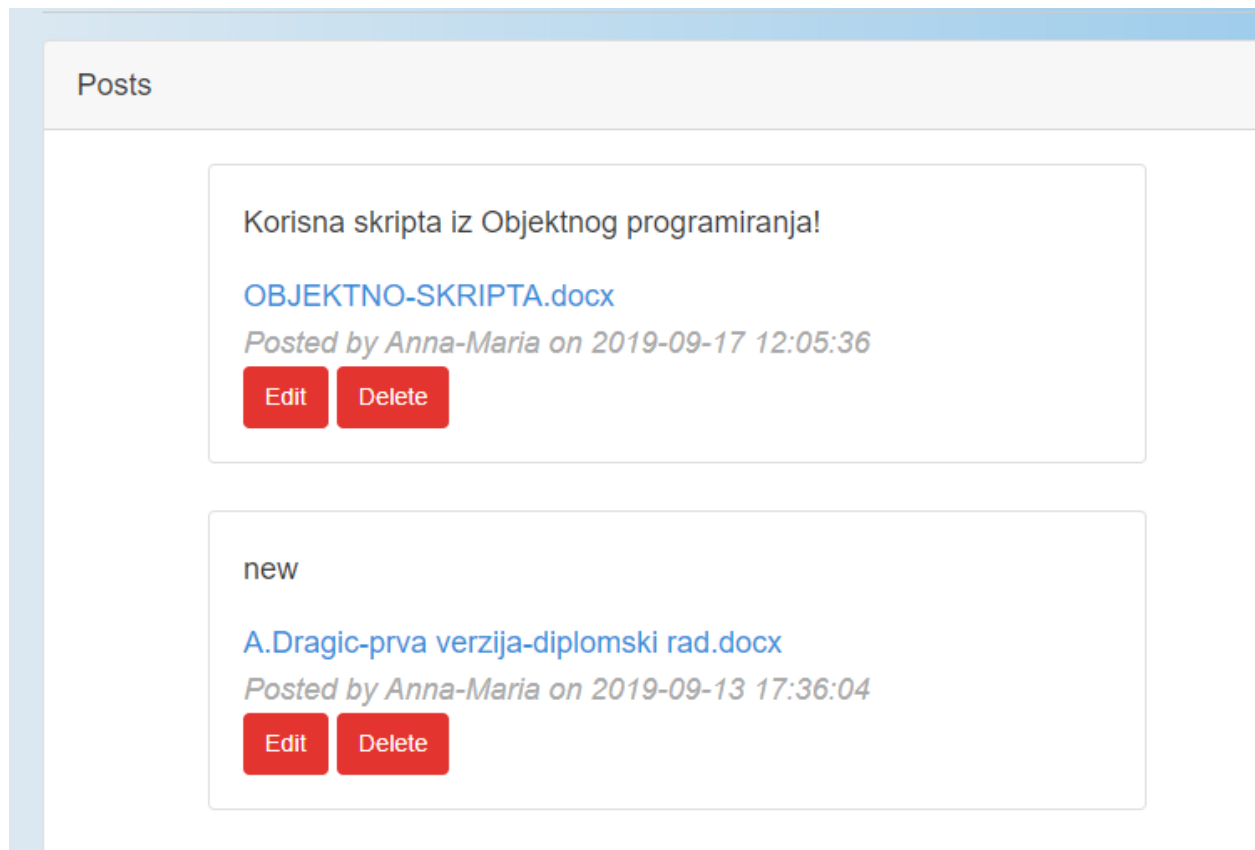 Posts
Korisna skripta iz Objektnog programiranja!
OBJEKTNO-SKRIPTA.docx
Posted by Anna-Maria on 2019-09-17 12:05:36
Edit Delete
new
A.Dragic-prva verzija-diplomski rad.docx
Posted by Anna-Maria on 2019-09-13 17:36:04
Edit Delete